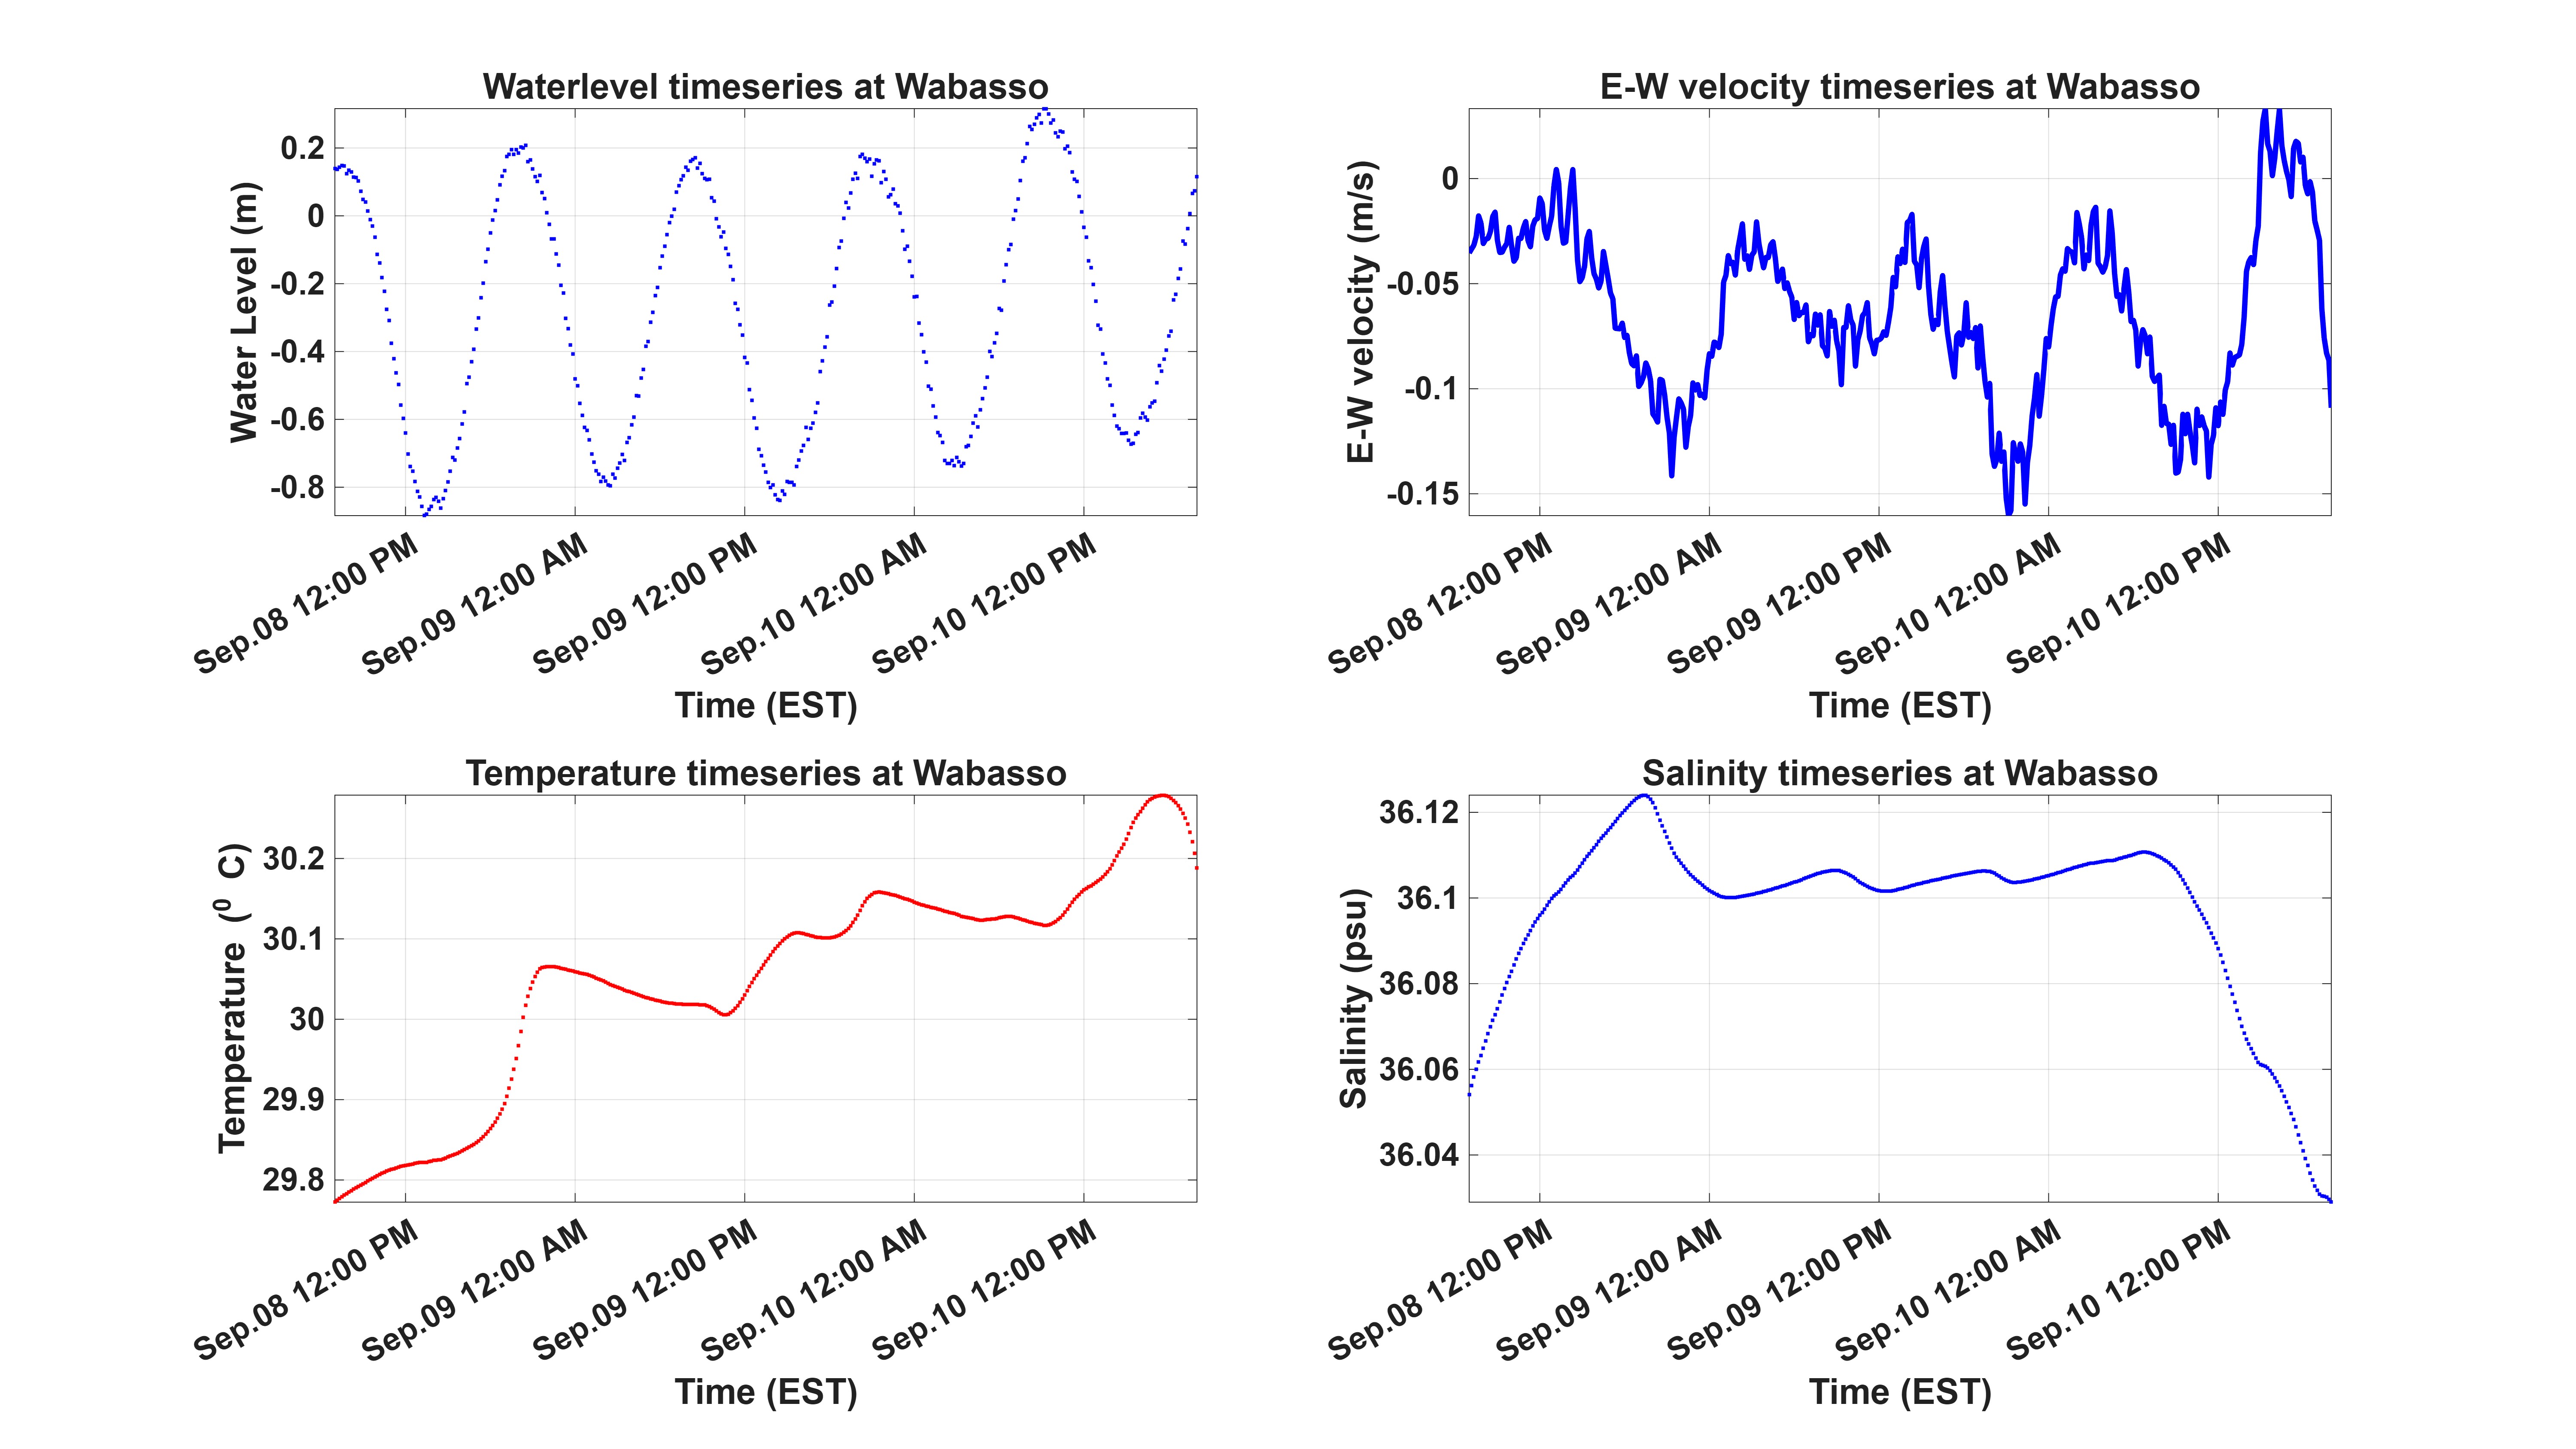 Waterlevel timeseries at Wabasso
Water Level (m)
0.2
0
-0.2
-0.4
-0.6
-0.8
Sep.08 12:00 PM
Sep.09 12:00 AM
Sep.09 12:00 PM
Sep.10 12:00 AM
Sep.10 12:00 PM
Time (EST)
E-W velocity timeseries at Wabasso
E-W velocity (m/s)
0
-0.05
-0.1
-0.15
Sep.08 12:00 PM
Sep.09 12:00 AM
Sep.09 12:00 PM
Sep.10 12:00 AM
Sep.10 12:00 PM
Time (EST)
Temperature timeseries at Wabasso
Temperature (⁰ C)
30.2
30.1
30
29.9
29.8
Sep.08 12:00 PM
Sep.09 12:00 AM
Sep.09 12:00 PM
Sep.10 12:00 AM
Sep.10 12:00 PM
Time (EST)
Salinity timeseries at Wabasso
Salinity (psu)
36.12
36.1
36.08
36.06
36.04
Sep.08 12:00 PM
Sep.09 12:00 AM
Sep.09 12:00 PM
Sep.10 12:00 AM
Sep.10 12:00 PM
Time (EST)